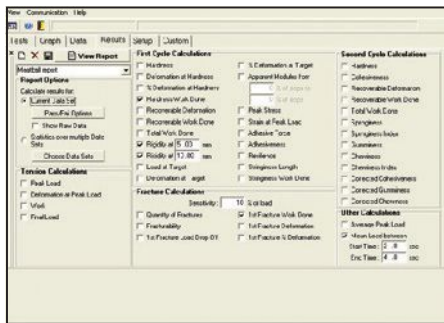 View Communication Help
Tests Graph Data Results Setup Custom
View Report
Meatball report
Report Options
Calculate results for:
Current Data Set
Pass/Fail Options
Show Raw Data
Statistics over multiple Data Sets
Choose Data Sets
Tension Calculations
Peak Load
Deformation at Peak Load
Work
Final Load
First Cycle Calculations
Hardness
Deformation at Hardness
% Deformation at Hardness
Hardness Work Done
Recoverable Deformation
Recoverable Work Done
Total Work Done
Rigidity at 5.00 mm
Rigidity at 12.00 mm
Load at Target
Deformation at Target
% Deformation at Target
Apparent Modulus from
Peak Stress
Strain at Peak Load
Adhesive Force
Adhesiveness
Resilience
Stringiness Length
Stringiness Work Done
Fracture Calculations
Sensitivity: 10 % of load
Quantity of Fractures
Fracturability
1st Fracture Load Drop Off
1st Fracture Work Done
1st Fracture Deformation
1st Fracture % Deformation
Second Cycle Calculations
Hardness
Cohesiveness
Recoverable Deformation
Recoverable Work Done
Total Work Done
Springiness
Springiness Index
Gumminess
Chewiness
Chewiness Index
Corrected Cohesiveness
Corrected Gumminess
Corrected Chewiness
Other Calculations
Average Peak Load
Mean Load between
Start Time: 2.0 sec
End Time: 4.0 sec